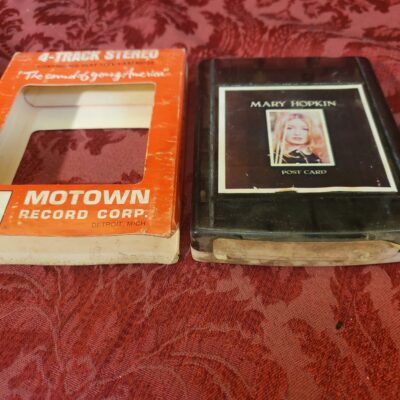 4-TRACK STEREO
"The sound of young America"
MOTOWN
RECORD CORP.
DETROIT, MICH
MARY HOPKIN
POST CARD